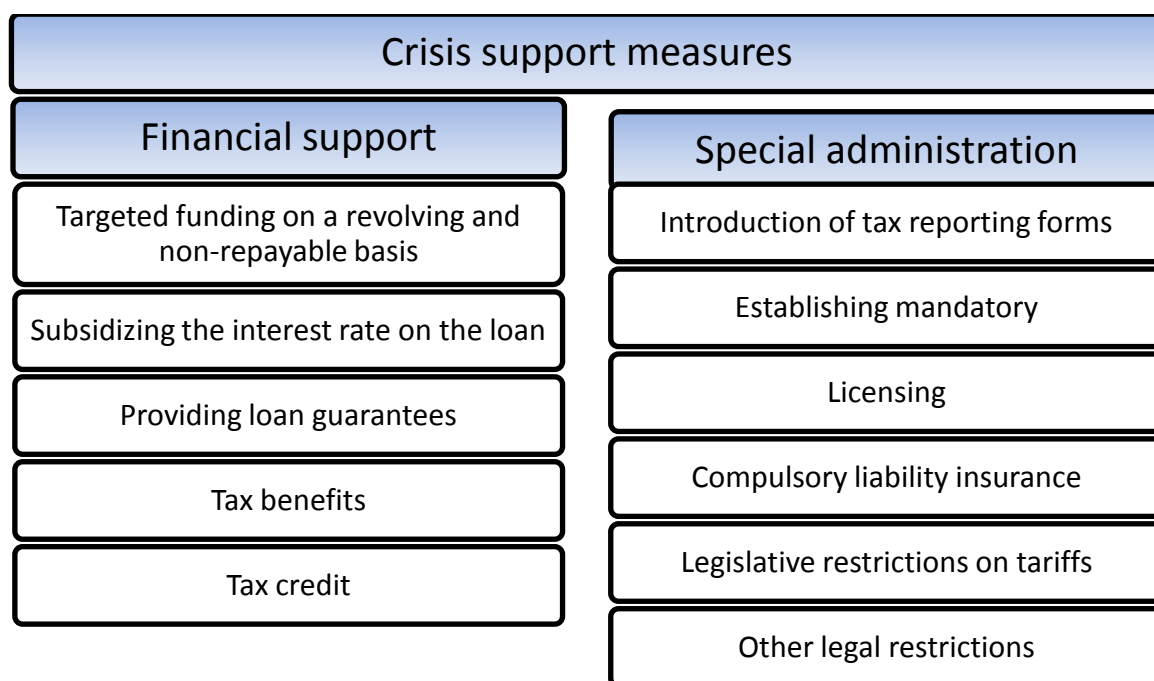 Crisis support measures
Financial support
Targeted funding on a revolving and
non-repayable basis
Subsidizing the interest rate on the loan
Providing loan guarantees
Tax benefits
Tax credit
Special administration
Introduction of tax reporting forms
Establishing mandatory
Licensing
Compulsory liability insurance
Legislative restrictions on tariffs
Other legal restrictions